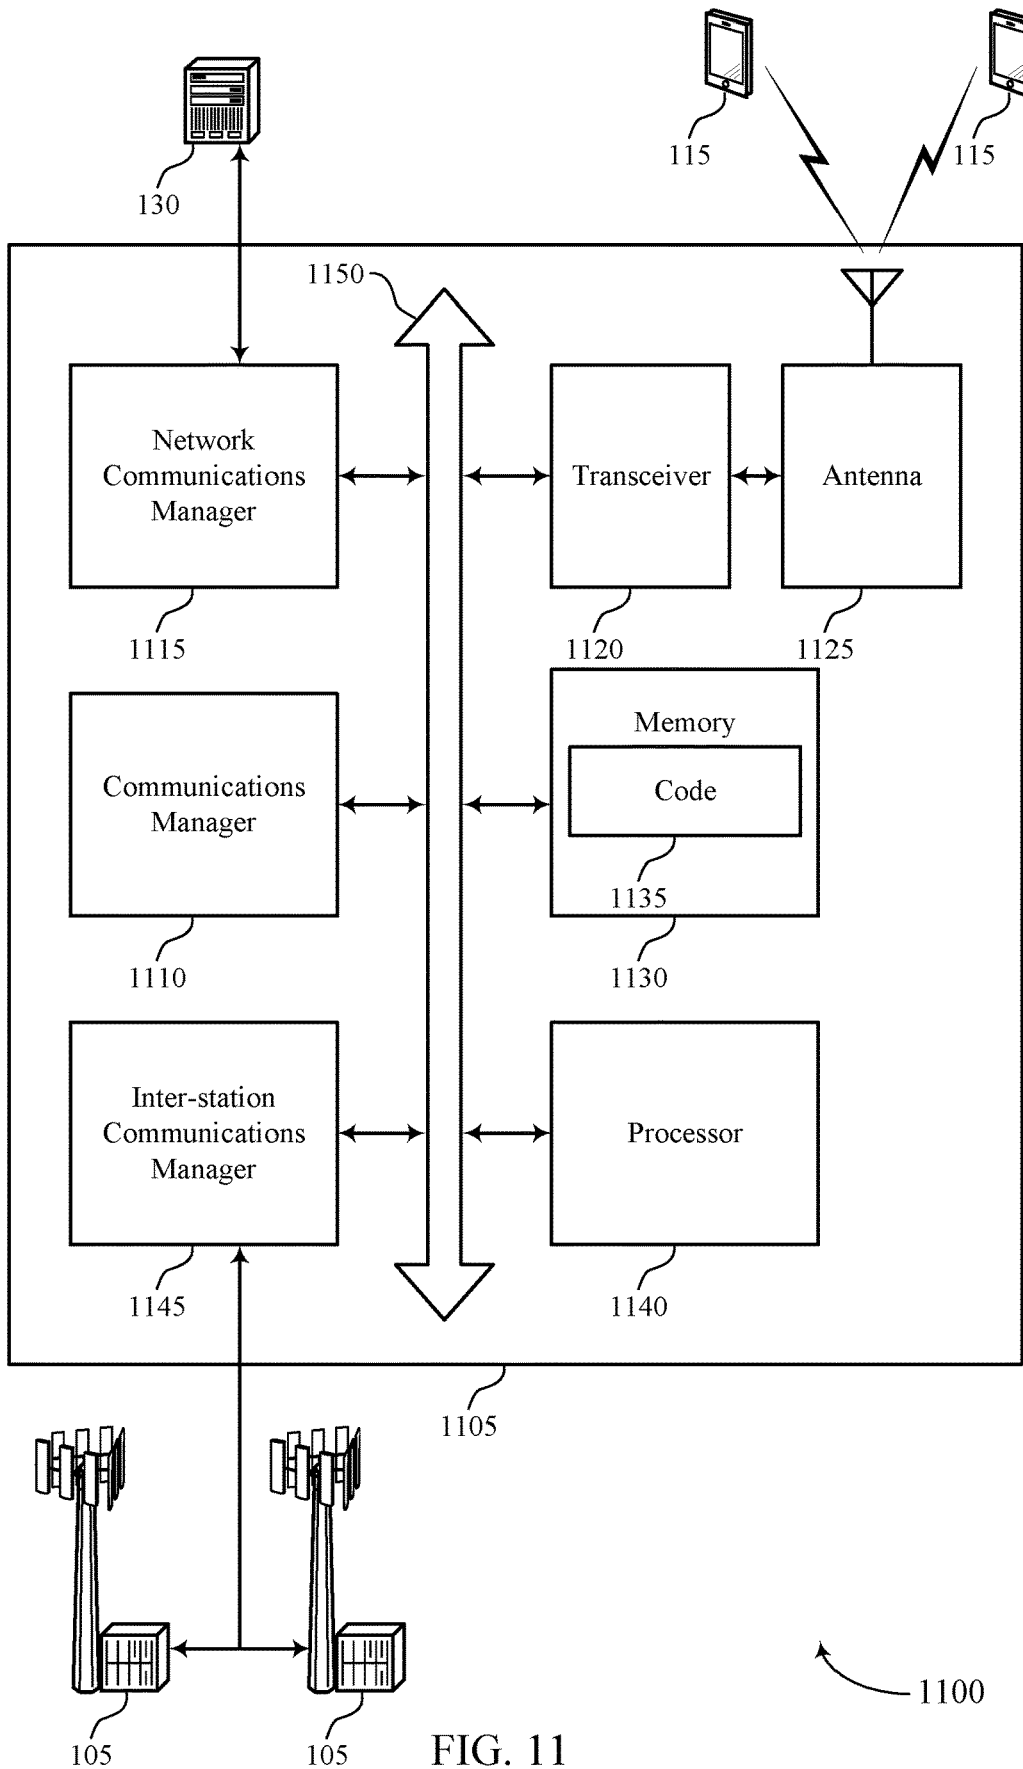 115
115
130
1150
Network
Communications
Manager
Transceiver
Antenna
1115
1120
1125
Communications
Manager
Memory
Code
1135
1110
1130
Inter-station
Communications
Manager
Processor
1145
1140
1105
105
105
1100
FIG. 11